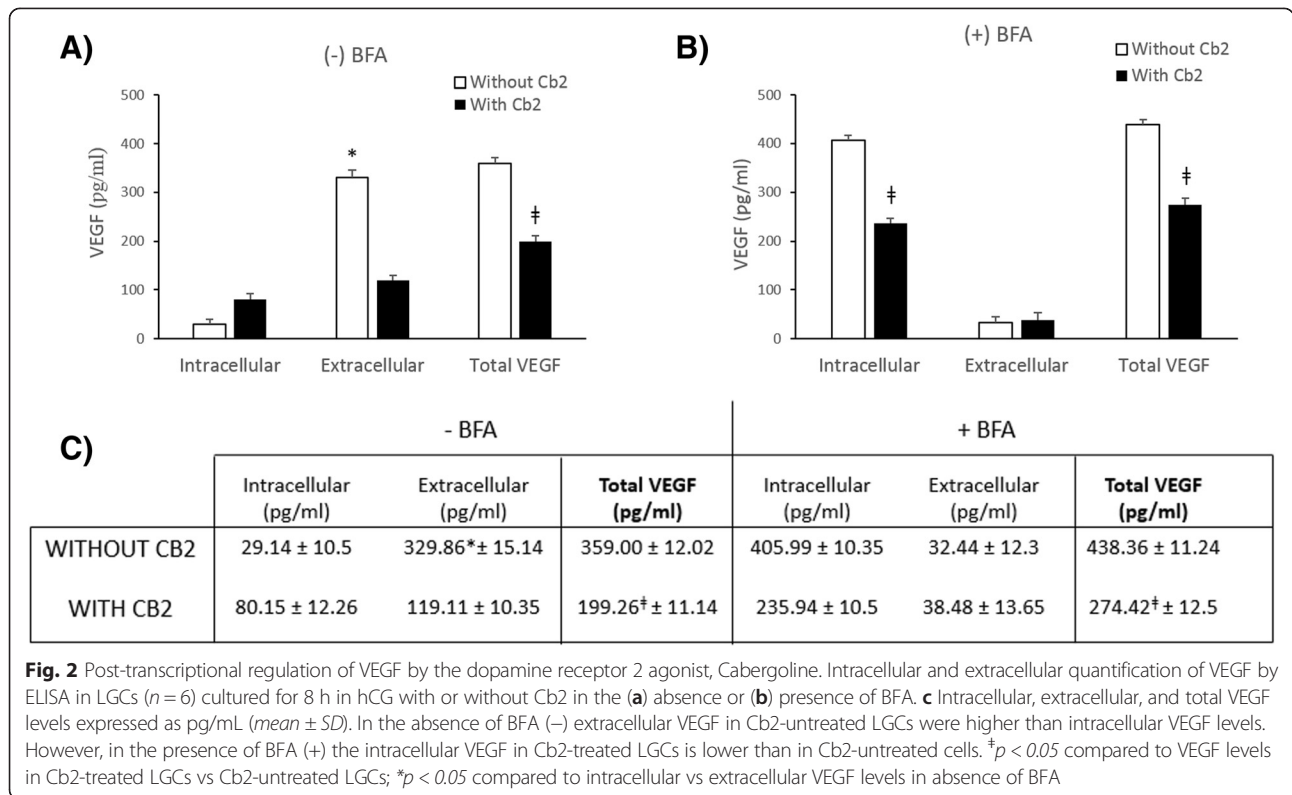 A)
(-) BFA
Without Cb2
With Cb2
VEGF (pg/ml)
500
400
300
200
100
0
*
ǂ
Intracellular Extracellular Total VEGF
B)
(+) BFA
Without Cb2
With Cb2
VEGF (pg/ml)
500
400
300
200
100
0
ǂ
ǂ
Intracellular Extracellular Total VEGF
C)
- BFA + BFA
Intracellular Extracellular Total VEGF Intracellular Extracellular Total VEGF
(pg/ml) (pg/ml) (pg/ml) (pg/ml) (pg/ml) (pg/ml)
WITHOUT CB2 29.14 ± 10.5 329.86*± 15.14 359.00 ± 12.02 405.99 ± 10.35 32.44 ± 12.3 438.36 ± 11.24
WITH CB2 80.15 ± 12.26 119.11 ± 10.35 199.26ǂ ± 11.14 235.94 ± 10.5 38.48 ± 13.65 274.42ǂ ± 12.5
Fig. 2 Post-transcriptional regulation of VEGF by the dopamine receptor 2 agonist, Cabergoline. Intracellular and extracellular quantification of VEGF by
ELISA in LGCs (n = 6) cultured for 8 h in hCG with or without Cb2 in the (a) absence or (b) presence of BFA. c Intracellular, extracellular, and total VEGF
levels expressed as pg/mL (mean ± SD). In the absence of BFA (−) extracellular VEGF in Cb2-untreated LGCs were higher than intracellular VEGF levels.
However, in the presence of BFA (+) the intracellular VEGF in Cb2-treated LGCs is lower than in Cb2-untreated cells. ǂp < 0.05 compared to VEGF levels
in Cb2-treated LGCs vs Cb2-untreated LGCs; *p < 0.05 compared to intracellular vs extracellular VEGF levels in absence of BFA